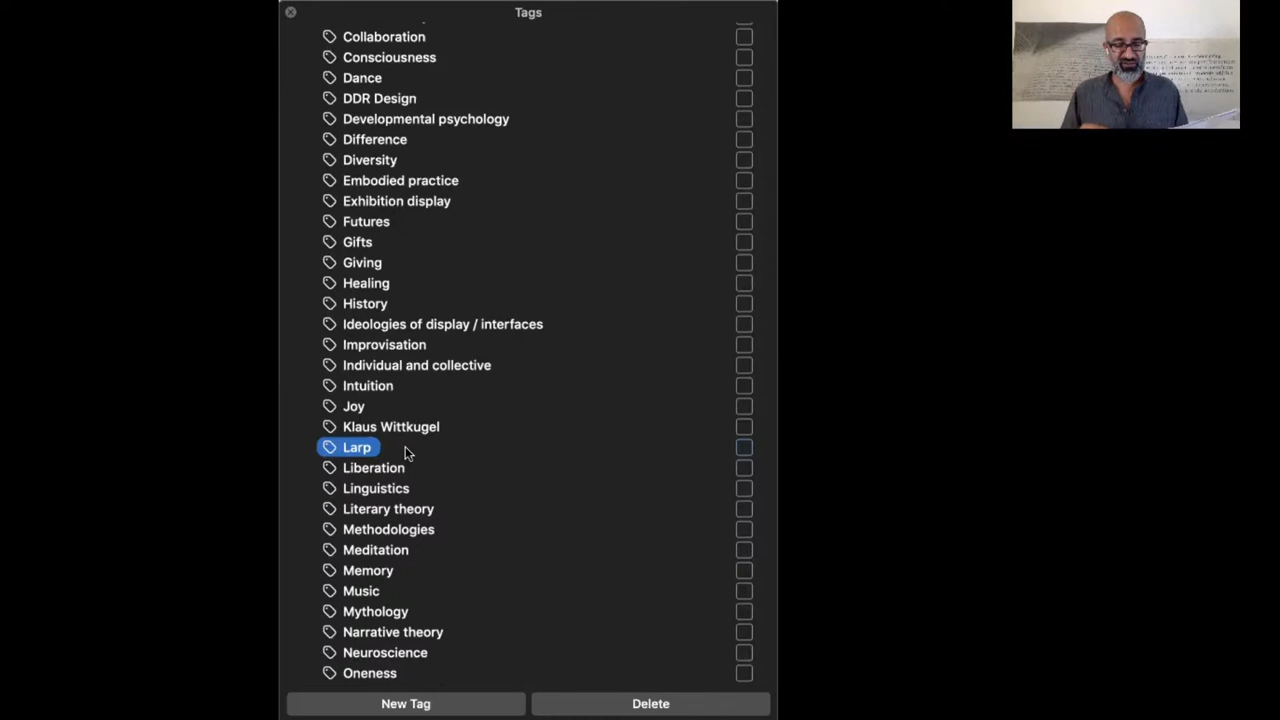 Tags
Collaboration
Consciousness
Dance
DDR Design
Developmental psychology
Difference
Diversity
Embodied practice
Exhibition display
Futures
Gifts
Giving
Healing
History
Ideologies of display / interfaces
Improvisation
Individual and collective
Intuition
Joy
Klaus Wittkugel
Larp
Liberation
Linguistics
Literary theory
Methodologies
Meditation
Memory
Music
Mythology
Narrative theory
Neuroscience
Oneness
New Tag
Delete